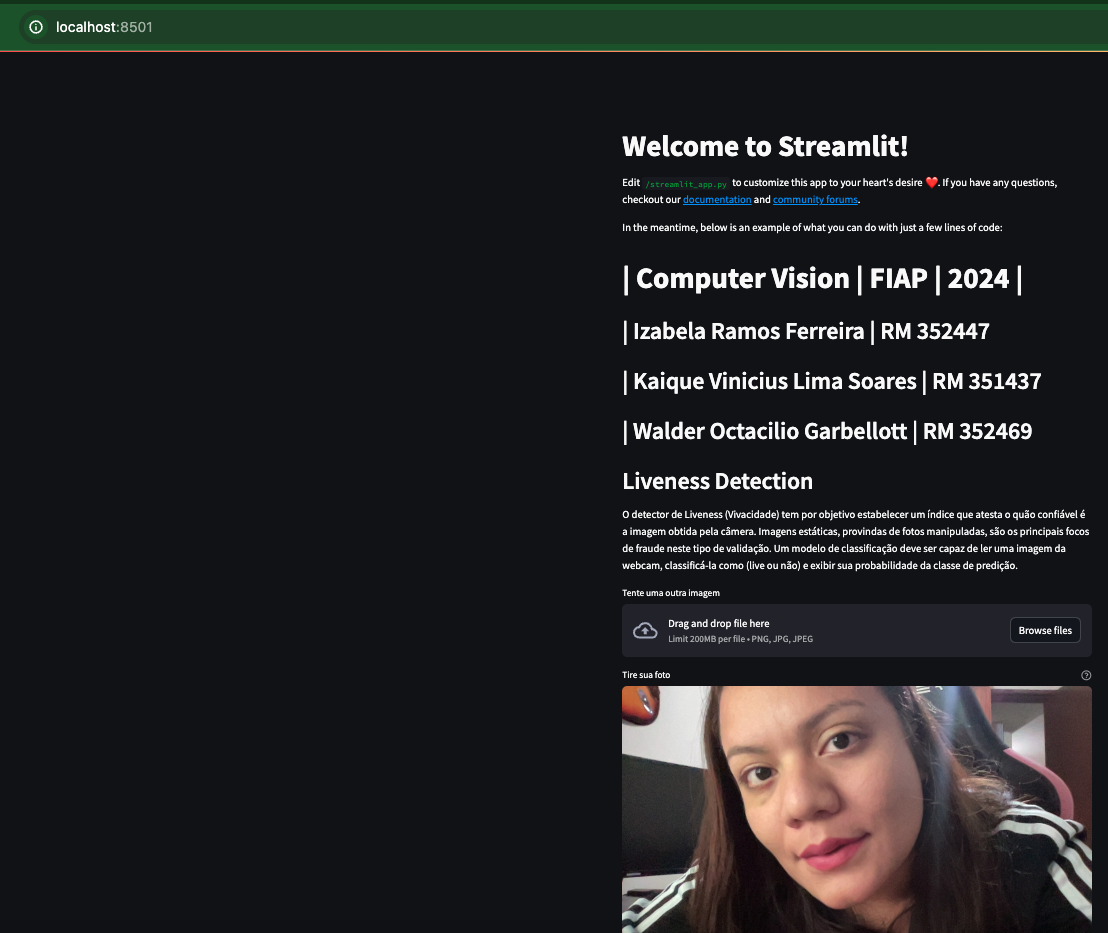 localhost:8501
Welcome to Streamlit!
Edit /streamlit_app.py to customize this app to your heart's desire ❤️. If you have any questions,
checkout our documentation and community forums.
In the meantime, below is an example of what you can do with just a few lines of code:
| Computer Vision | FIAP | 2024 |
| Izabela Ramos Ferreira | RM 352447
| Kaique Vinicius Lima Soares | RM 351437
| Walder Octacilio Garbellott | RM 352469
Liveness Detection
O detector de Liveness (Vivacidade) tem por objetivo estabelecer um índice que atesta o quão confiável é
a imagem obtida pela câmera. Imagens estáticas, provindas de fotos manipuladas, são os principais focos
de fraude neste tipo de validação. Um modelo de classificação deve ser capaz de ler uma imagem da
webcam, classificá-la como (live ou não) e exibir sua probabilidade da classe de predição.
Tente uma outra imagem
Drag and drop file here
Limit 200MB per file • PNG, JPG, JPEG
Browse files
Tire sua foto